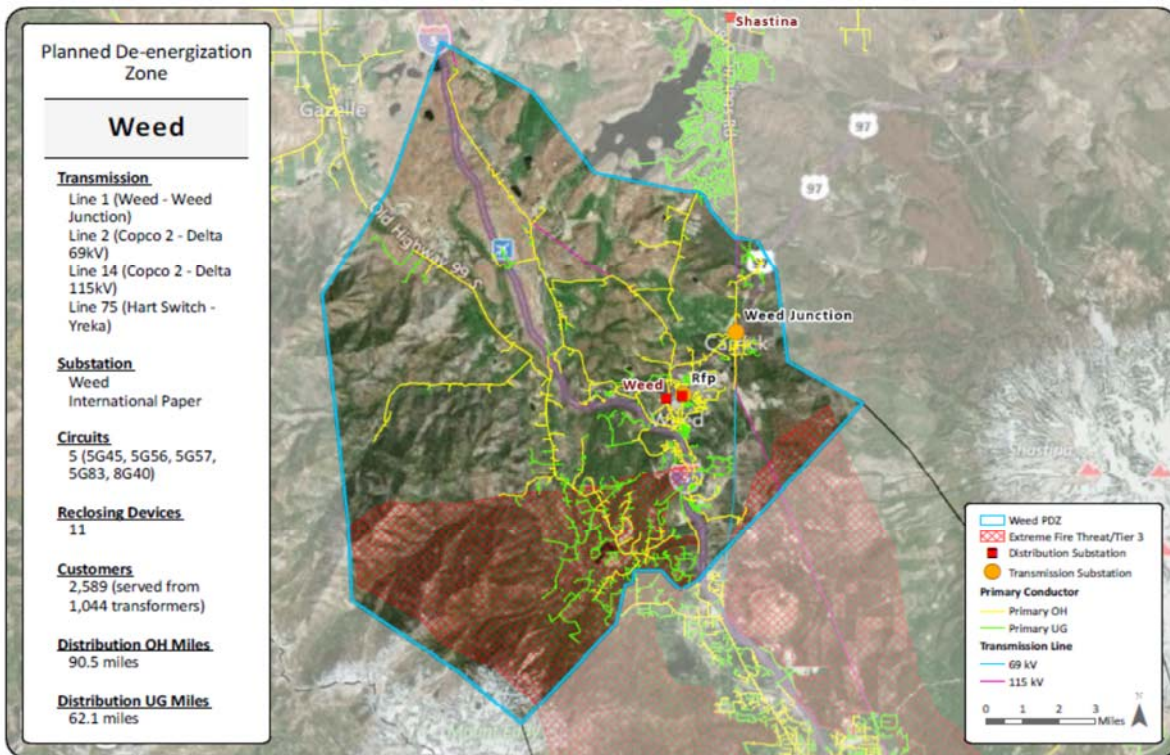 Planned De-energization
Zone
Weed
Transmission
Line 1 (Weed - Weed
Junction)
Line 2 (Copco 2 - Delta
69kV)
Line 14 (Copco 2 - Delta
115kV)
Line 75 (Hart Switch -
Yreka)
Substation
Weed
International Paper
Circuits
5 (5G45, 5G56, 5G57,
5G83, 8G40)
Reclosing Devices
11
Customers
2,589 (served from
1,044 transformers)
Distribution OH Miles
90.5 miles
Distribution UG Miles
62.1 miles
Shastina
Gazelle
97
97
Old Highway 99
97
Weed Junction
Carrick
Weed
Rfp
Weed
Shastina
Weed PDZ
Extreme Fire Threat/Tier 3
Distribution Substation
Transmission Substation
Primary Conductor
Primary OH
Primary UG
Transmission Line
69 kV
115 kV
0 1 2 3
Miles
N